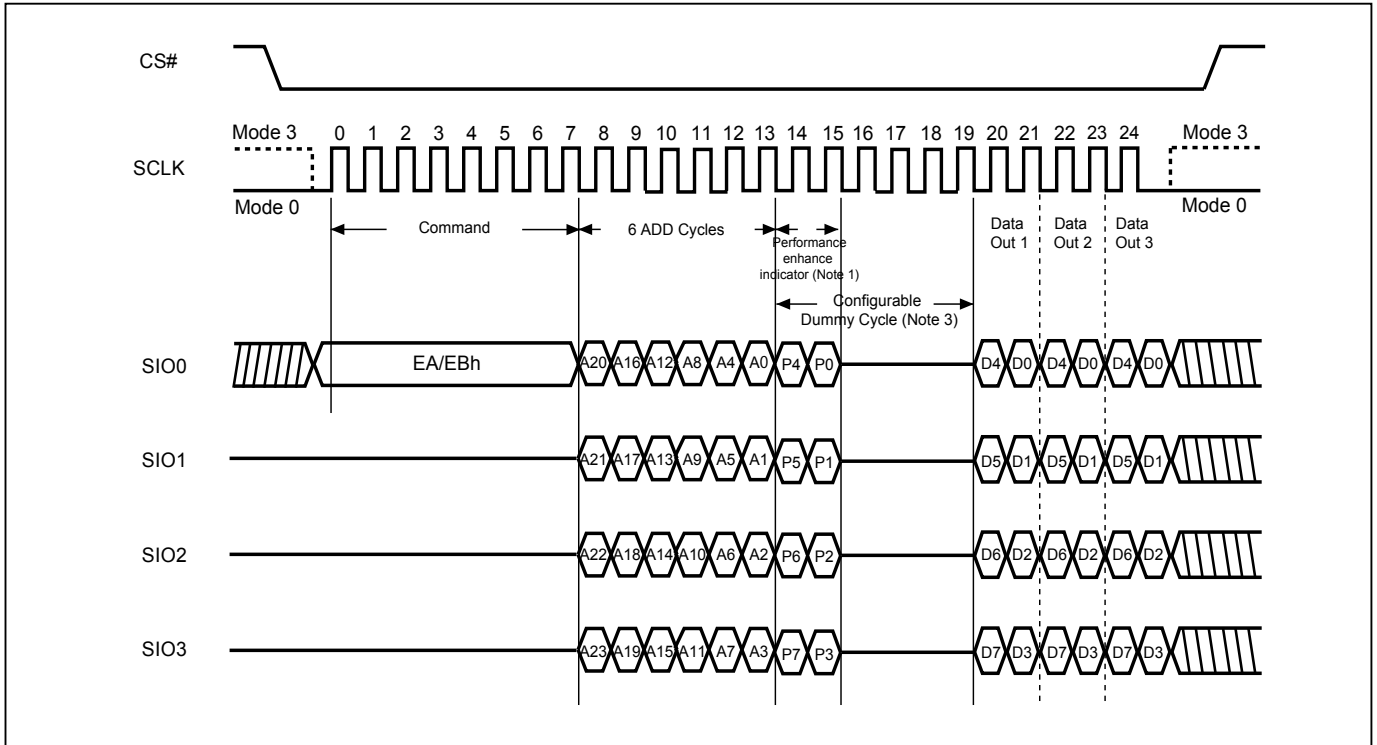 CS#
Mode 3 0 1 2 3 4 5 6 7 8 9 10 11 12 13 14 15 16 17 18 19 20 21 22 23 24 Mode 3
SCLK
Mode 0 Mode 0
Command
6 ADD Cycles
Performance
enhance
indicator (Note 1)
Data
Out 1
Data
Out 2
Data
Out 3
Configurable
Dummy Cycle (Note 3)
SIO0 EA/EBh A20 A16 A12 A8 A4 A0 P4 P0 D4 D0 D4 D0 D4 D0
SIO1 A21 A17 A13 A9 A5 A1 P5 P1 D5 D1 D5 D1 D5 D1
SIO2 A22 A18 A14 A10 A6 A2 P6 P2 D6 D2 D6 D2 D6 D2
SIO3 A23 A19 A15 A11 A7 A3 P7 P3 D7 D3 D7 D3 D7 D3